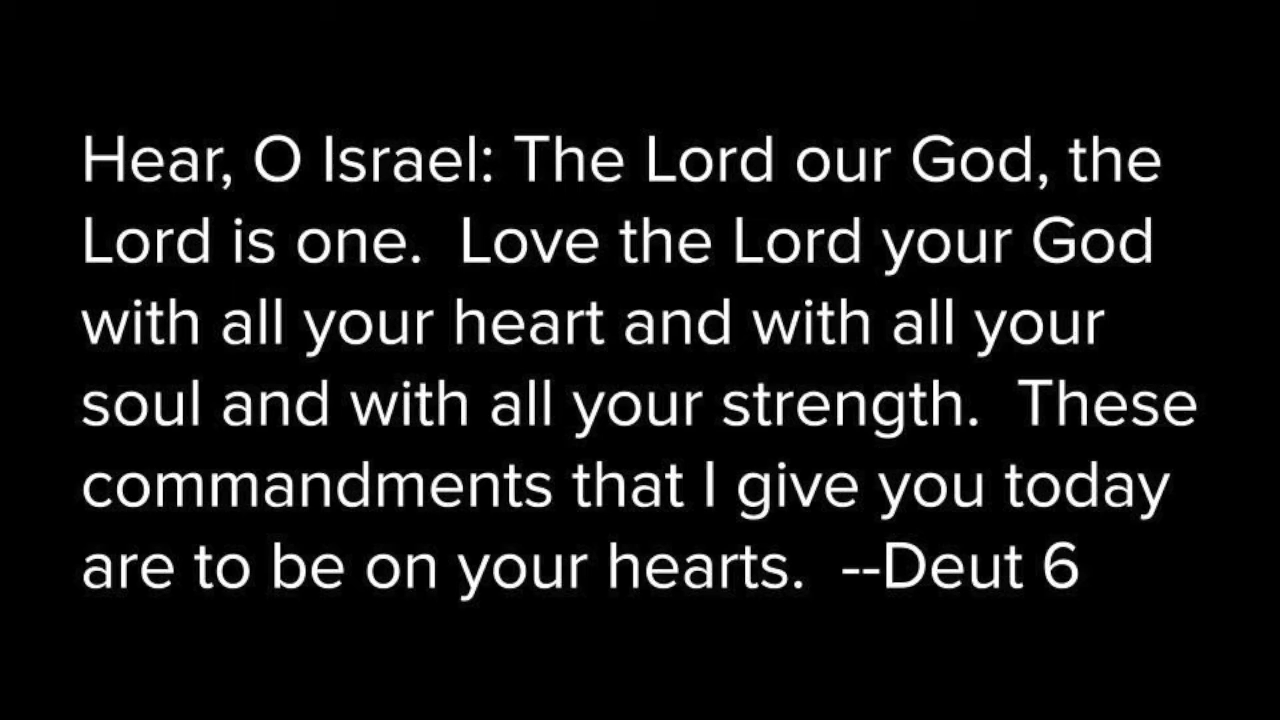 Hear, O Israel: The Lord our God, the
Lord is one.  Love the Lord your God
with all your heart and with all your
soul and with all your strength.  These
commandments that I give you today
are to be on your hearts.  --Deut 6